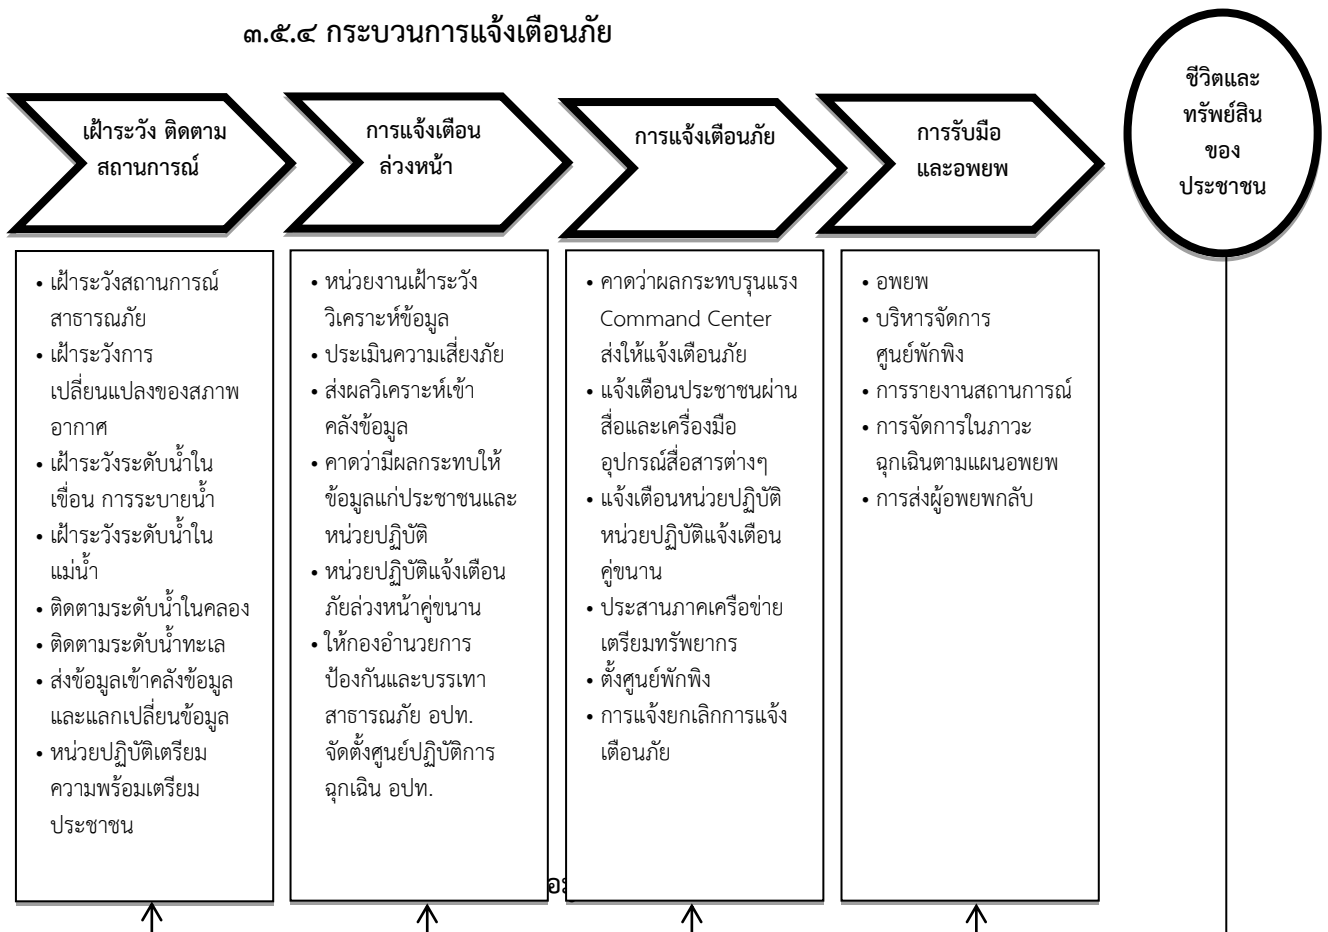 ๓.๕.๔ กระบวนการแจ้งเตือนภัย
เฝ้าระวัง ติดตาม
สถานการณ์
การแจ้งเตือน
ล่วงหน้า
การแจ้งเตือนภัย
การรับมือ
และอพยพ
ชีวิตและ
ทรัพย์สิน
ของ
ประชาชน
• เฝ้าระวังสถานการณ์
สาธารณภัย
• เฝ้าระวังการ
เปลี่ยนแปลงของสภาพ
อากาศ
• เฝ้าระวังระดับน้ำใน
เขื่อน การระบายน้ำ
• เฝ้าระวังระดับน้ำใน
แม่น้ำ
• ติดตามระดับน้ำในคลอง
• ติดตามระดับน้ำทะเล
• ส่งข้อมูลเข้าคลังข้อมูล
และแลกเปลี่ยนข้อมูล
• หน่วยปฏิบัติเตรียม
ความพร้อมเตรียม
ประชาชน
• หน่วยงานเฝ้าระวัง
วิเคราะห์ข้อมูล
• ประเมินความเสี่ยงภัย
• ส่งผลวิเคราะห์เข้า
คลังข้อมูล
• คาดว่ามีผลกระทบให้
ข้อมูลแก่ประชาชนและ
หน่วยปฏิบัติ
• หน่วยปฏิบัติแจ้งเตือน
ภัยล่วงหน้าคู่ขนาน
• ให้กองอำนวยการ
ป้องกันและบรรเทา
สาธารณภัย อปท.
จัดตั้งศูนย์ปฏิบัติการ
ฉุกเฉิน อปท.
• คาดว่าผลกระทบรุนแรง
Command Center
ส่งให้แจ้งเตือนภัย
• แจ้งเตือนประชาชนผ่าน
สื่อและเครื่องมือ
อุปกรณ์สื่อสารต่างๆ
• แจ้งเตือนหน่วยปฏิบัติ
หน่วยปฏิบัติแจ้งเตือน
คู่ขนาน
• ประสานภาคเครือข่าย
เตรียมทรัพยากร
• ตั้งศูนย์พักพิง
• การแจ้งยกเลิกการแจ้ง
เตือนภัย
• อพยพ
• บริหารจัดการ
ศูนย์พักพิง
• การรายงานสถานการณ์
• การจัดการในภาวะ
ฉุกเฉินตามแผนอพยพ
• การส่งผู้อพยพกลับ